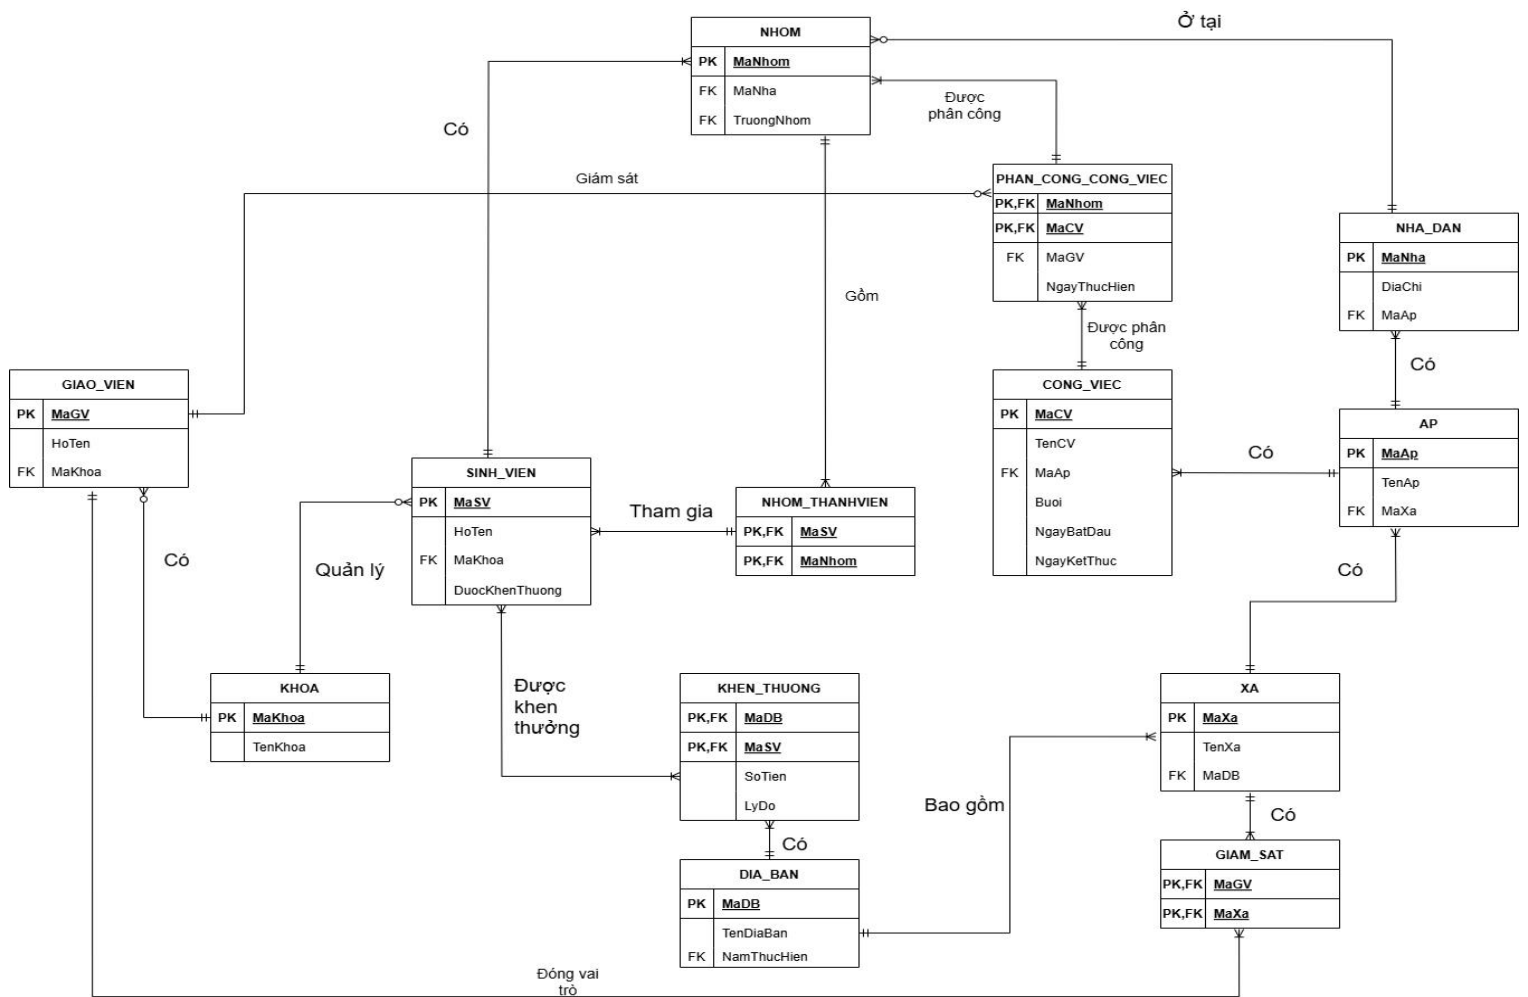 NHOM
PK MaNhom
FK MaNha
FK TruongNhom
Ở tại
Được
phân công
Có
Giám sát
PHAN_CONG_CONG_VIEC
PK,FK MaNhom
PK,FK MaCV
FK MaGV
NgayThucHien
NHA_DAN
PK MaNha
DiaChi
FK MaAp
Gồm
Được phân
công
Có
GIAO_VIEN
PK MaGV
HoTen
FK MaKhoa
CONG_VIEC
PK MaCV
TenCV
FK MaAp
Buoi
NgayBatDau
NgayKetThuc
Có
AP
PK MaAp
TenAp
FK MaXa
SINH_VIEN
PK MaSV
HoTen
FK MaKhoa
DuocKhenThuong
Tham gia
NHOM_THANHVIEN
PK,FK MaSV
PK,FK MaNhom
Có
Quản lý
Có
KHOA
PK MaKhoa
TenKhoa
Được
khen
thưởng
KHEN_THUONG
PK,FK MaDB
PK,FK MaSV
SoTien
LyDo
XA
PK MaXa
TenXa
FK MaDB
Bao gồm
Có
Có
DIA_BAN
PK MaDB
TenDiaBan
FK NamThucHien
GIAM_SAT
PK,FK MaGV
PK,FK MaXa
Đóng vai
trò